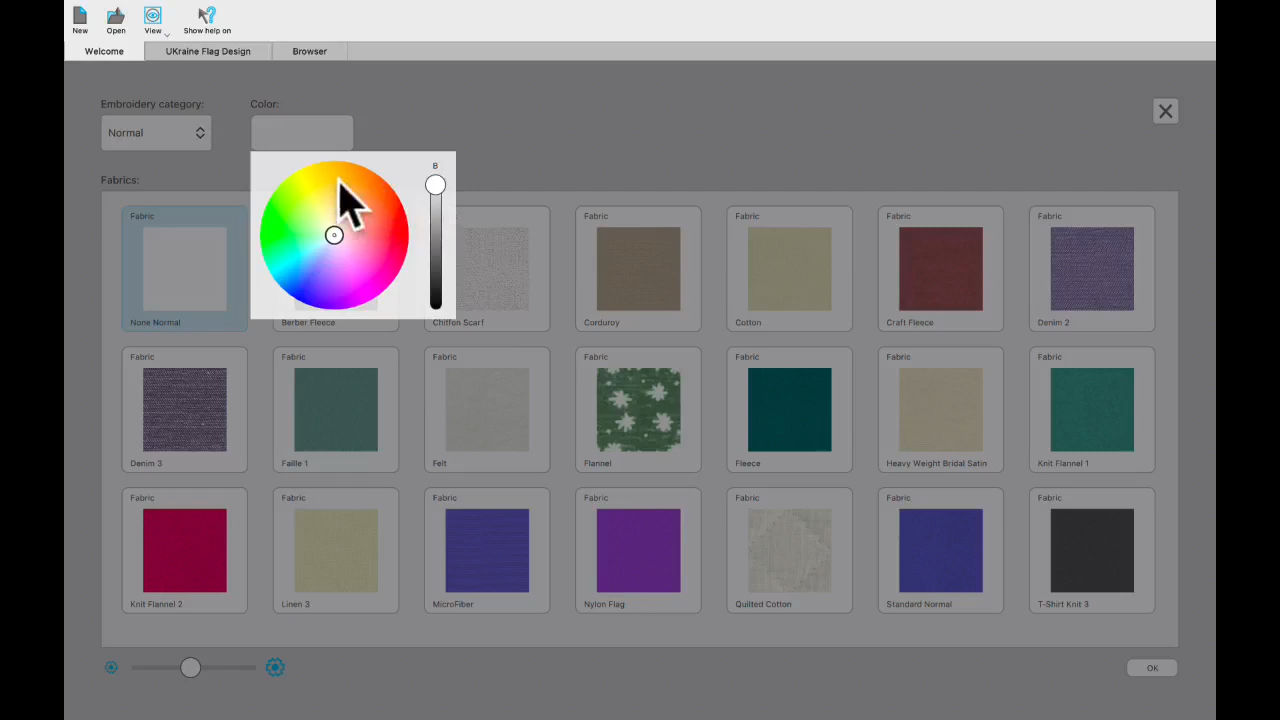 New Open View Show help on
Welcome UKraine Flag Design Browser
Embroidery category: Color:
Normal
B
Fabrics:
Fabric Fabric Fabric Fabric Fabric Fabric
None Normal Berber Fleece Chiffon Scarf Corduroy Cotton Craft Fleece Denim 2
Fabric Fabric Fabric Fabric Fabric Fabric Fabric
Denim 3 Faille 1 Felt Flannel Fleece Heavy Weight Bridal Satin Knit Flannel 1
Fabric Fabric Fabric Fabric Fabric Fabric Fabric
Knit Flannel 2 Linen 3 MicroFiber Nylon Flag Quilted Cotton Standard Normal T-Shirt Knit 3
OK